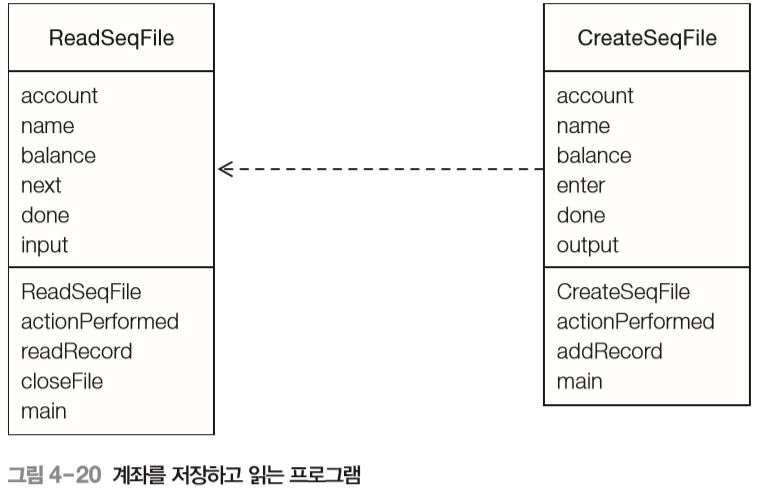 ReadSeqFile
account
name
balance
next
done
input
ReadSeqFile
actionPerformed
readRecord
closeFile
main
CreateSeqFile
account
name
balance
enter
done
output
CreateSeqFile
actionPerformed
addRecord
main
그림 4-20 계좌를 저장하고 읽는 프로그램